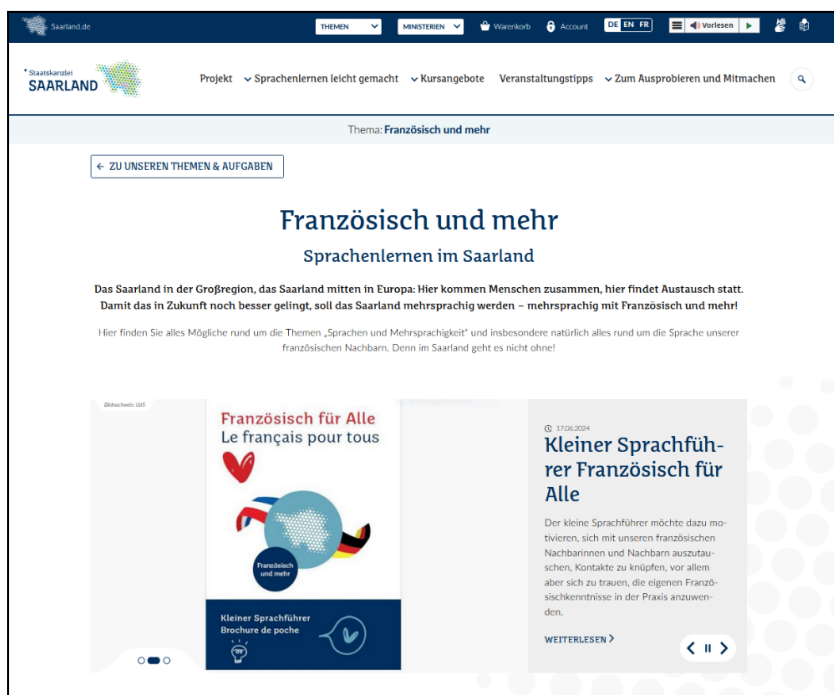 Saarland.de
THEMEN
MINISTERIEN
Warenkorb
Account
DE EN FR
Vorlesen
Staatskanzlei
SAARLAND
Projekt
Sprachenlernen leicht gemacht
Kursangebote
Veranstaltungstipps
Zum Ausprobieren und Mitmachen
Thema: Französisch und mehr
← ZU UNSEREN THEMEN & AUFGABEN
Französisch und mehr
Sprachenlernen im Saarland
Das Saarland in der Großregion, das Saarland mitten in Europa: Hier kommen Menschen zusammen, hier findet Austausch statt.
Damit das in Zukunft noch besser gelingt, soll das Saarland mehrsprachig werden – mehrsprachig mit Französisch und mehr!
Hier finden Sie alles Mögliche rund um die Themen „Sprachen und Mehrsprachigkeit" und insbesondere natürlich alles rund um die Sprache unserer
französischen Nachbarn. Denn im Saarland geht es nicht ohne!
Französisch für Alle
Le français pour tous
Französisch
und mehr
Kleiner Sprachführer
Brochure de poche
17.06.2024
Kleiner Sprachfüh-
rer Französisch für
Alle
Der kleine Sprachführer möchte dazu mo-
tivieren, sich mit unseren französischen
Nachbarinnen und Nachbarn auszutau-
schen, Kontakte zu knüpfen, vor allem
aber sich zu trauen, die eigenen Franzö-
sischkenntnisse in der Praxis anzuwen-
den.
WEITERLESEN